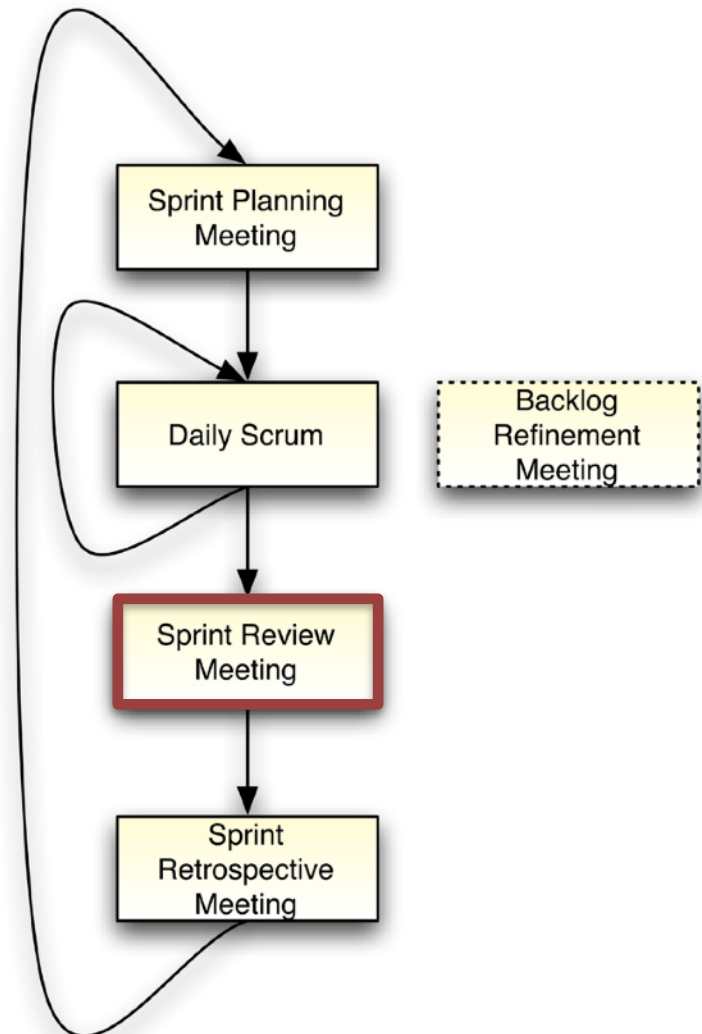 Sprint Planning
Meeting
Daily Scrum
Backlog
Refinement
Meeting
Sprint Review
Meeting
Sprint
Retrospective
Meeting